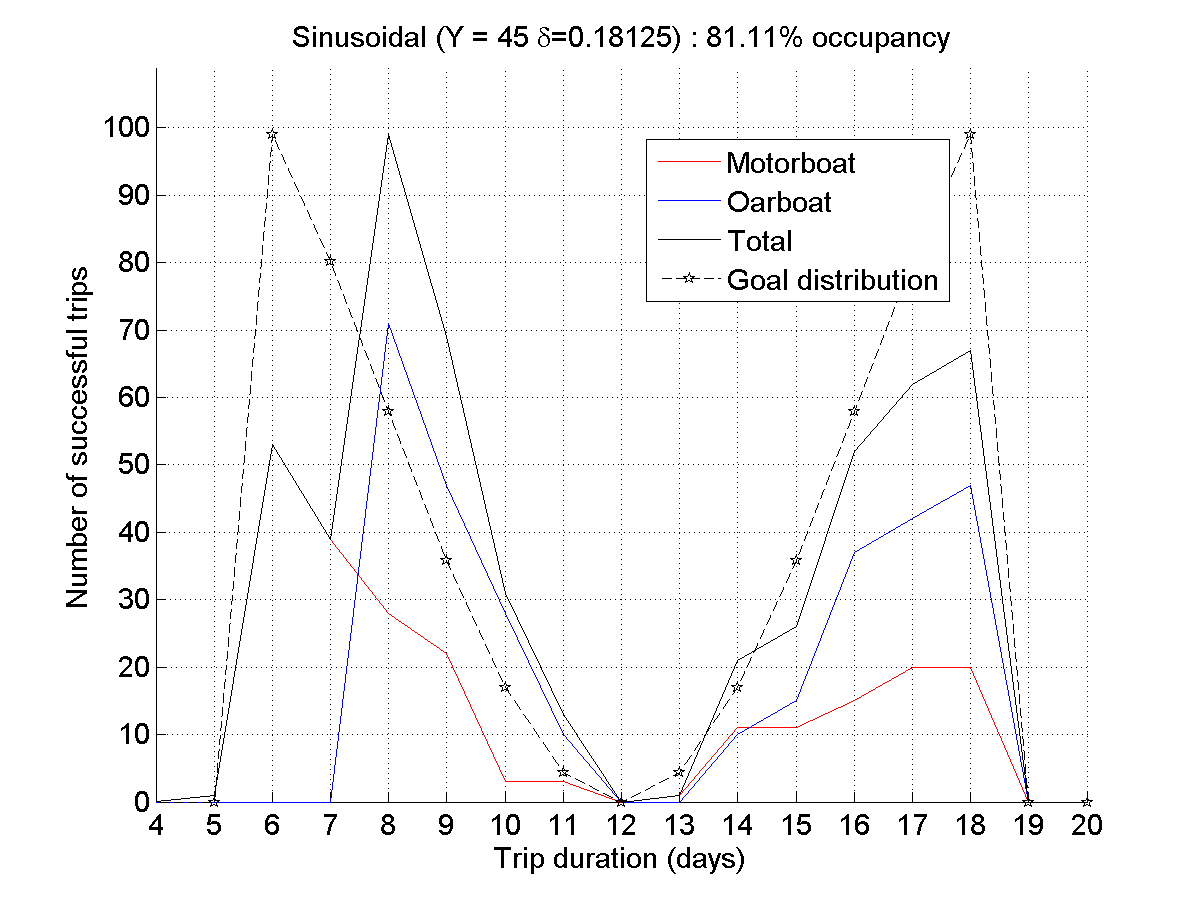 Sinusoidal (Y = 45 δ=0.18125) : 81.11% occupancy
Number of successful trips
100
90
80
70
60
50
40
30
20
10
0
Motorboat
Oarboat
Total
Goal distribution
4 5 6 7 8 9 10 11 12 13 14 15 16 17 18 19 20
Trip duration (days)